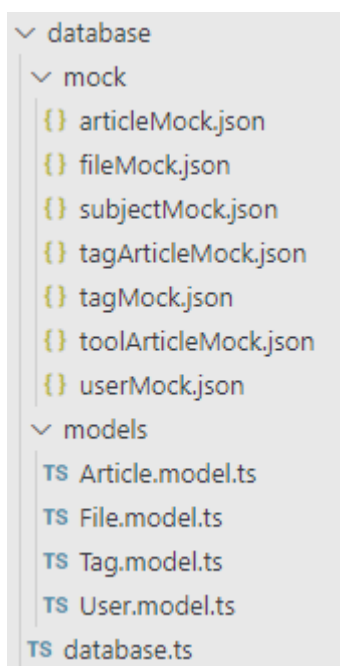 database
mock
{} articleMock.json
{} fileMock.json
{} subjectMock.json
{} tagArticleMock.json
{} tagMock.json
{} toolArticleMock.json
{} userMock.json
models
TS Article.model.ts
TS File.model.ts
TS Tag.model.ts
TS User.model.ts
TS database.ts